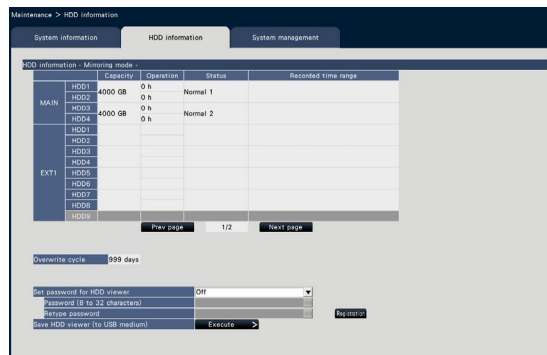 Maintenance > HDD information
System information HDD information System management
HDD information - Mirroring mode -
Capacity Operation Status Recorded time range
MAIN HDD1 4000 GB 0 h Normal 1
HDD2 0 h
HDD3 4000 GB 0 h Normal 2
HDD4 0 h
EXT1 HDD1
HDD2
HDD3
HDD4
HDD5
HDD6
HDD7
HDD8
HDD9
Prev page 1/2 Next page
Overwrite cycle 999 days
Set password for HDD viewer Off
Password (8 to 32 characters)
Retype password Registration
Save HDD viewer (to USB medium) Execute >